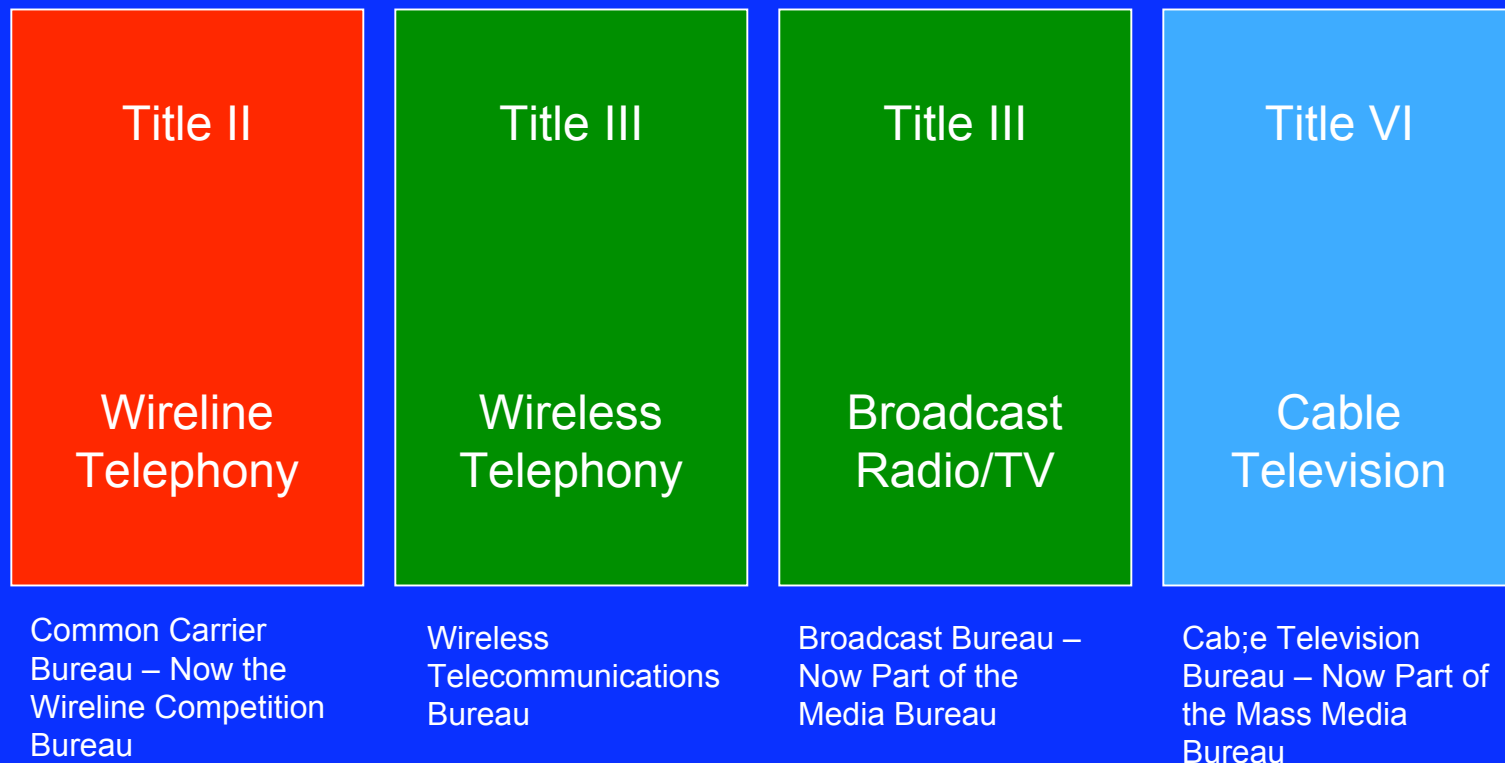 Title II
Wireline
Telephony
Common Carrier
Bureau – Now the
Wireline Competition
Bureau
Title III
Wireless
Telephony
Wireless
Telecommunications
Bureau
Title III
Broadcast
Radio/TV
Broadcast Bureau –
Now Part of the
Media Bureau
Title VI
Cable
Television
Cab;e Television
Bureau – Now Part of
the Mass Media
Bureau